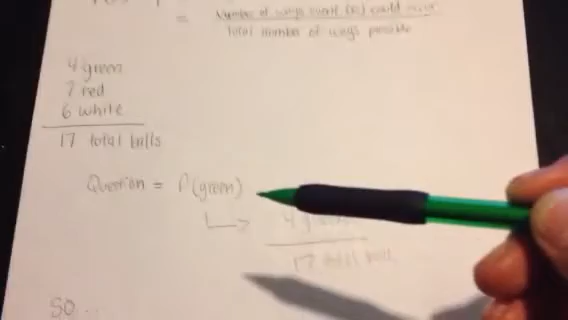 = Number of ways event (x) could occur
total number of ways possible
4 green
7 red
6 white
17 total balls
Question = P(green)
4 green
17 total balls
SO...